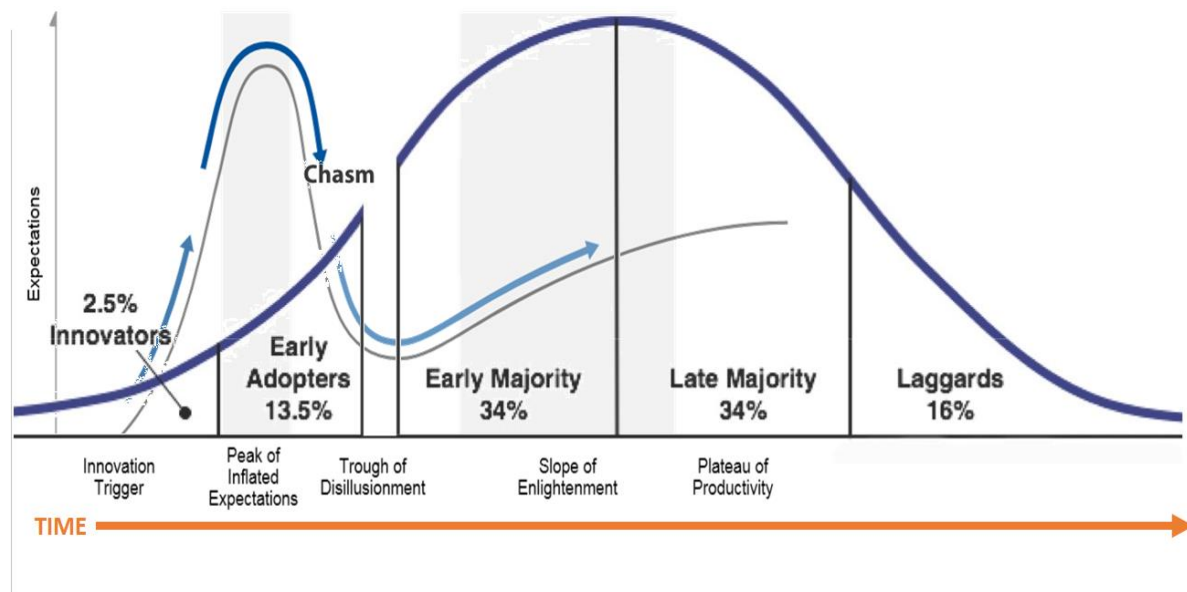 Expectations
Chasm
2.5%
Innovators
Early
Adopters
13.5%
Early Majority
34%
Late Majority
34%
Laggards
16%
Innovation
Trigger
Peak of
Inflated
Expectations
Trough of
Disillusionment
Slope of
Enlightenment
Plateau of
Productivity
TIME